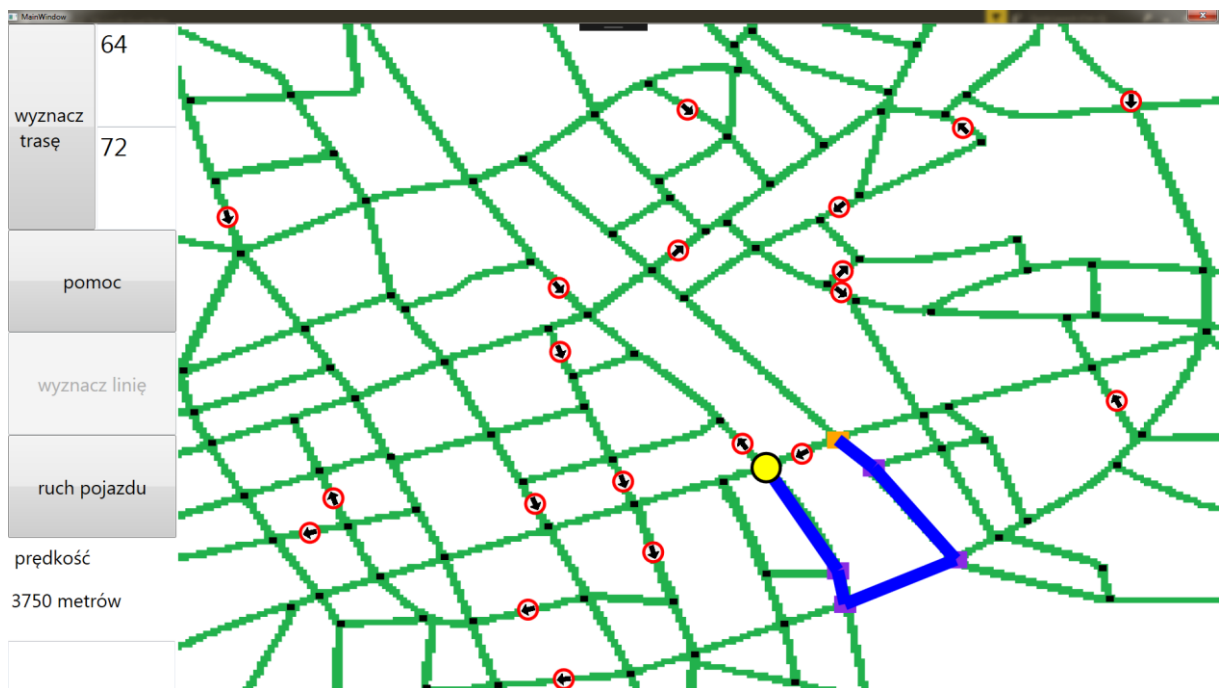 MainWindow
64
wyznacz
trasę
72
pomoc
wyznacz linię
ruch pojazdu
prędkość
3750 metrów